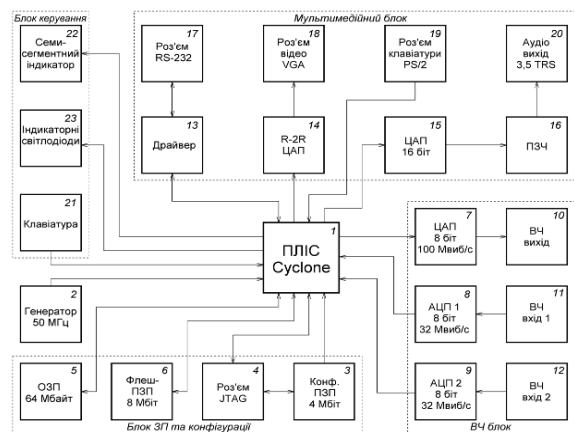 Блок керування
Мультимедійний блок
22
Семи-
сегментний
індикатор
17
Роз'єм
RS-232
18
Роз'єм
відео
VGA
19
Роз'єм
клавіатури
PS/2
20
Аудіо
вихід
3,5 TRS
23
Індикаторні
світлодіоди
13
Драйвер
14
R-2R
ЦАП
15
ЦАП
16 біт
16
ПЗЧ
21
Клавіатура
1
ПЛІС
Cyclone
7
ЦАП
8 біт
100 Мвиб/с
10
ВЧ
вихід
2
Генератор
50 МГц
8
АЦП 1
8 біт
32 Мвиб/с
11
ВЧ
вхід 1
5
ОЗП
64 Мбайт
6
Флеш-
ПЗП
8 Мбіт
4
Роз'єм
JTAG
3
Конф.
ПЗП
4 Мбіт
9
АЦП 2
8 біт
32 Мвиб/с
12
ВЧ
вхід 2
Блок ЗП та конфігурації
ВЧ блок